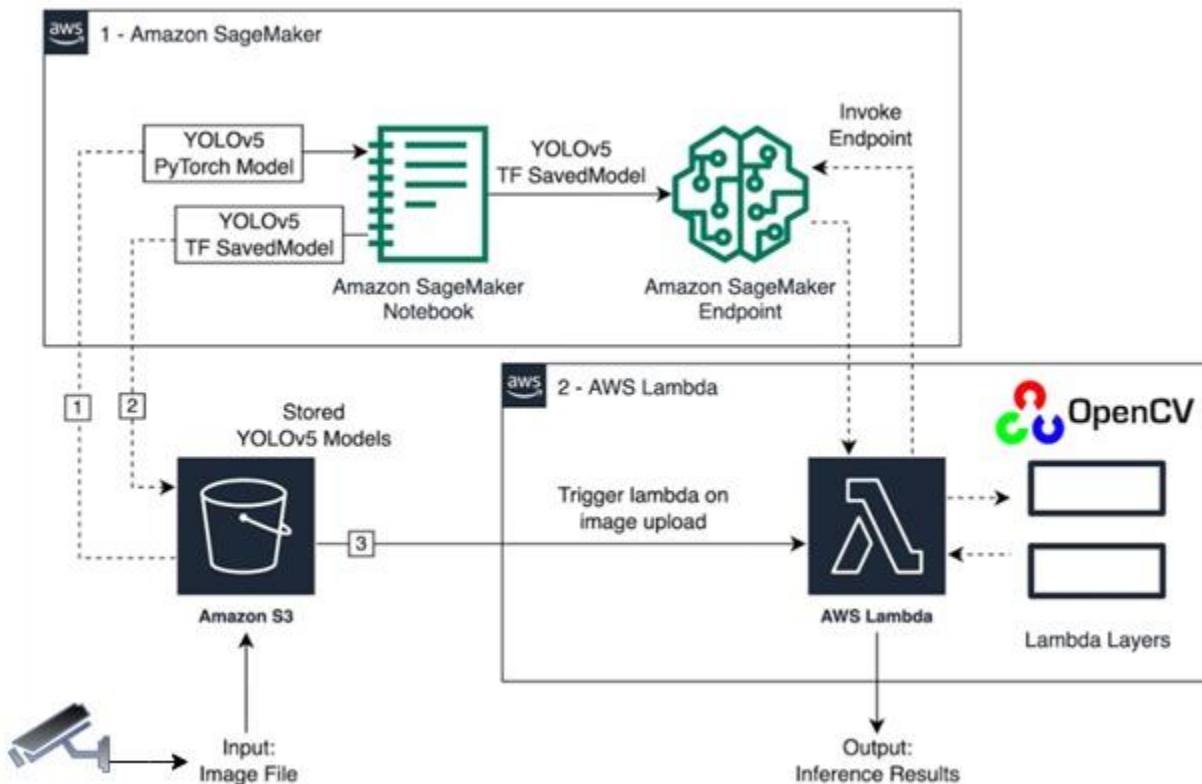 aws
1 - Amazon SageMaker
YOLOv5
PyTorch Model
YOLOv5
TF SavedModel
YOLOv5
TF SavedModel
Invoke
Endpoint
Amazon SageMaker
Notebook
Amazon SageMaker
Endpoint
1
2
Stored
YOLOv5 Models
aws
2 - AWS Lambda
OpenCV
3
Trigger lambda on
image upload
Amazon S3
AWS Lambda
Lambda Layers
Input:
Image File
Output:
Inference Results